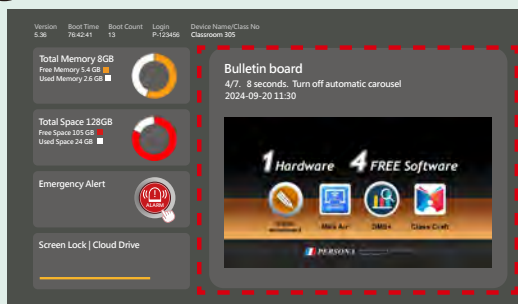 Version Boot Time Boot Count Login Device Name/Class No
5.36 76:42:41 13 P-123456 Classroom 305
Total Memory 8GB
Free Memory 5.4 GB
Used Memory 2.6 GB
Total Space 128GB
Free Space 105 GB
Used Space 24 GB
Emergency Alert
ALARM
Screen Lock | Cloud Drive
Bulletin board
4/7. 8 seconds. Turn off automatic carousel
2024-09-20 11:30
1 Hardware 4 FREE Software
Air DMS+ Class Craft
PERSONA